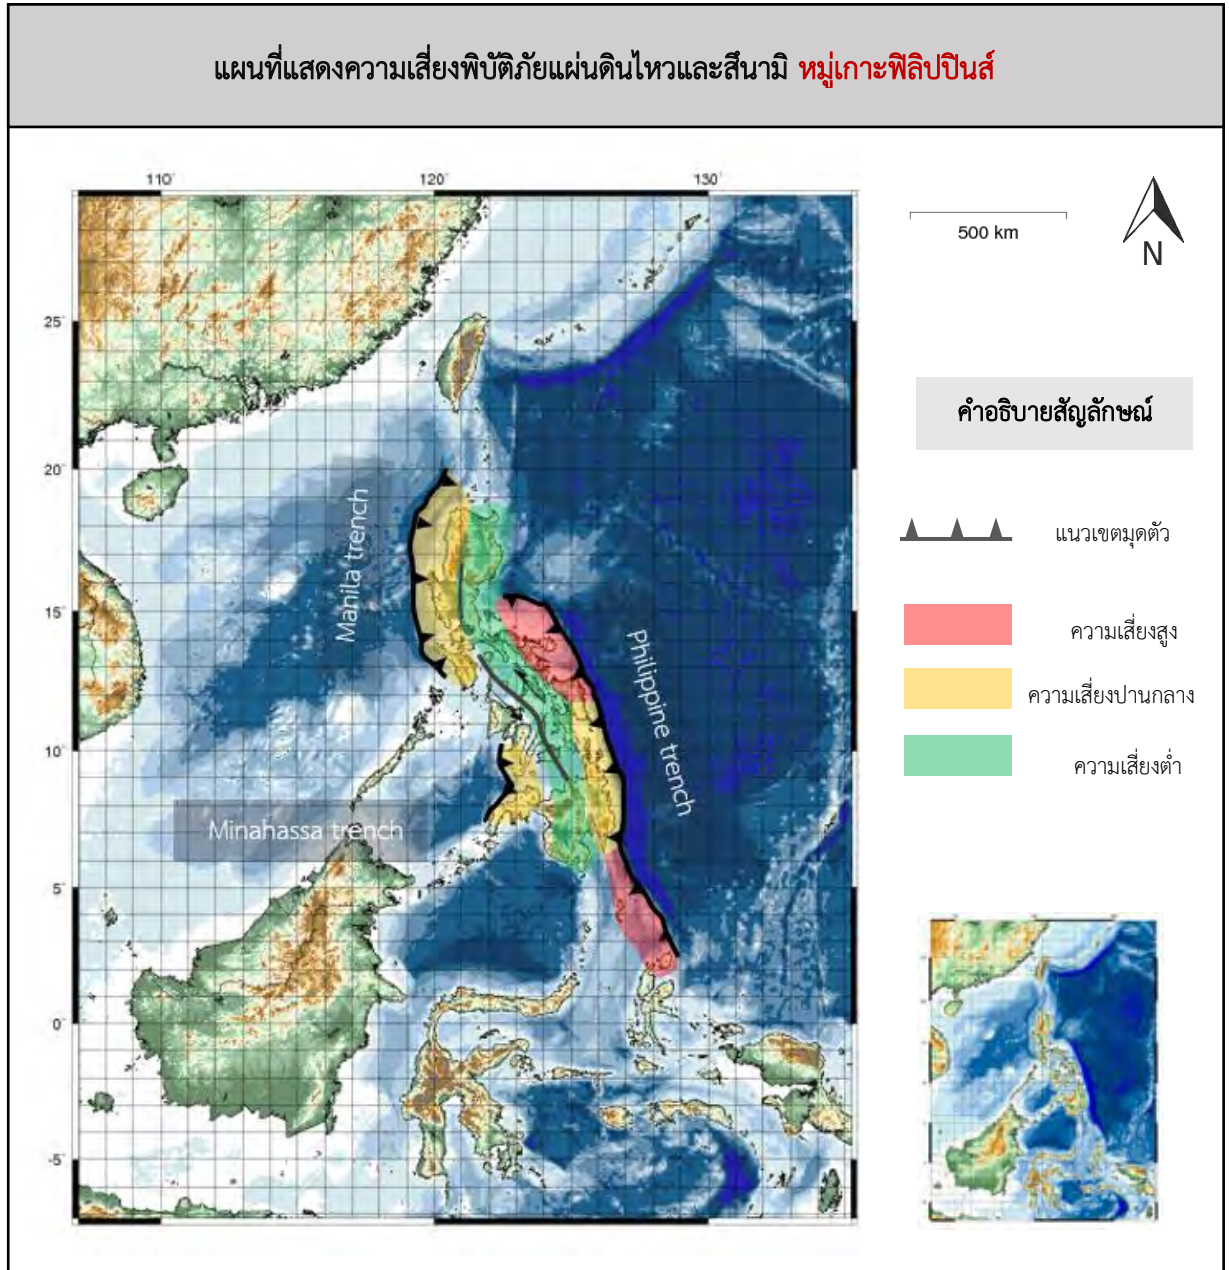 แผนที่แสดงความเสี่ยงพิบัติภัยแผ่นดินไหวและสึนามิ หมู่เกาะฟิลิปปินส์
110° 120° 130°
500 km
N
25°
20°
15°
10°
5°
0°
-5°
Manila trench
Philippine trench
Minahassa trench
คำอธิบายสัญลักษณ์
แนวเขตมุดตัว
ความเสี่ยงสูง
ความเสี่ยงปานกลาง
ความเสี่ยงต่ำ